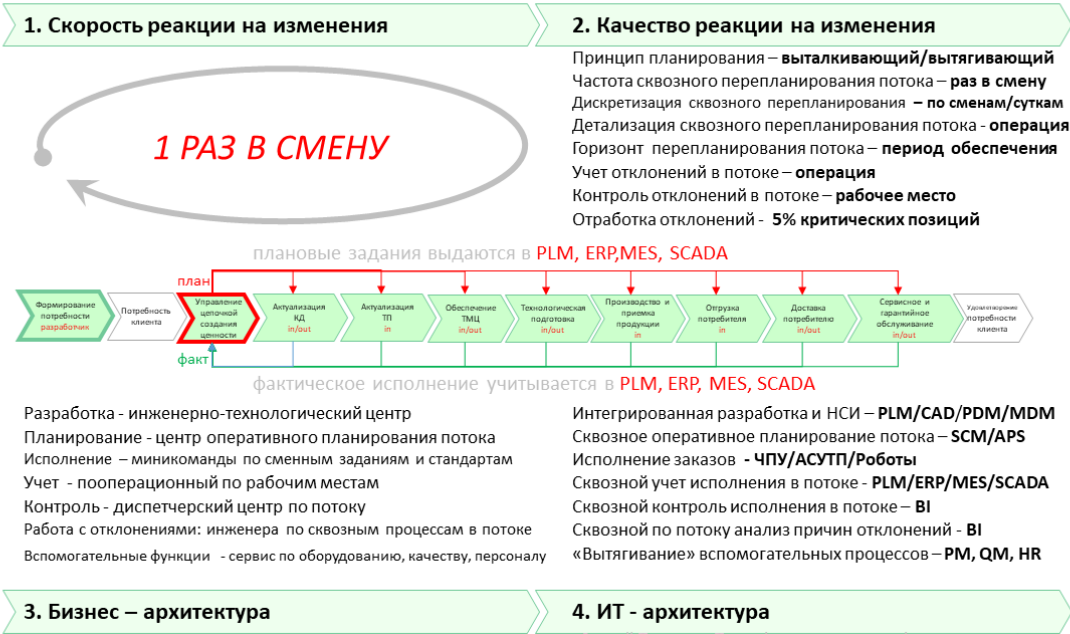 1. Скорость реакции на изменения
2. Качество реакции на изменения
1 РАЗ В СМЕНУ
Принцип планирования – выталкивающий/вытягивающий
Частота сквозного перепланирования потока – раз в смену
Дискретизация сквозного перепланирования – по сменам/суткам
Детализация сквозного перепланирования потока - операция
Горизонт перепланирования потока – период обеспечения
Учет отклонений в потоке – операция
Контроль отклонений в потоке – рабочее место
Отработка отклонений - 5% критических позиций
плановые задания выдаются в PLM, ERP,MES, SCADA
план
Формирование
потребности
разработчик
Потребность
клиента
Управление
цепочкой
создания
ценности
Актуализация
КД
in/out
Актуализация
ТП
in
Обеспечение
ТМЦ
in/out
Технологическая
подготовка
in/out
Производство и
приемка
продукции
in
Отгрузка
потребителя
in
Доставка
потребителю
in/out
Сервисное и
гарантийное
обслуживание
in/out
Удовлетворение
потребности
клиента
факт
фактическое исполнение учитывается в PLM, ERP, MES, SCADA
Разработка - инженерно-технологический центр
Планирование - центр оперативного планирования потока
Исполнение – миникоманды по сменным заданиям и стандартам
Учет - пооперационный по рабочим местам
Контроль - диспетчерский центр по потоку
Работа с отклонениями: инженера по сквозным процессам в потоке
Вспомогательные функции - сервис по оборудованию, качеству, персоналу
Интегрированная разработка и НСИ – PLM/CAD/PDM/MDM
Сквозное оперативное планирование потока – SCM/APS
Исполнение заказов - ЧПУ/АСУТП/Роботы
Сквозной учет исполнения в потоке - PLM/ERP/MES/SCADA
Сквозной контроль исполнения в потоке – BI
Сквозной по потоку анализ причин отклонений - BI
«Вытягивание» вспомогательных процессов – PM, QM, HR
3. Бизнес – архитектура
4. ИТ - архитектура